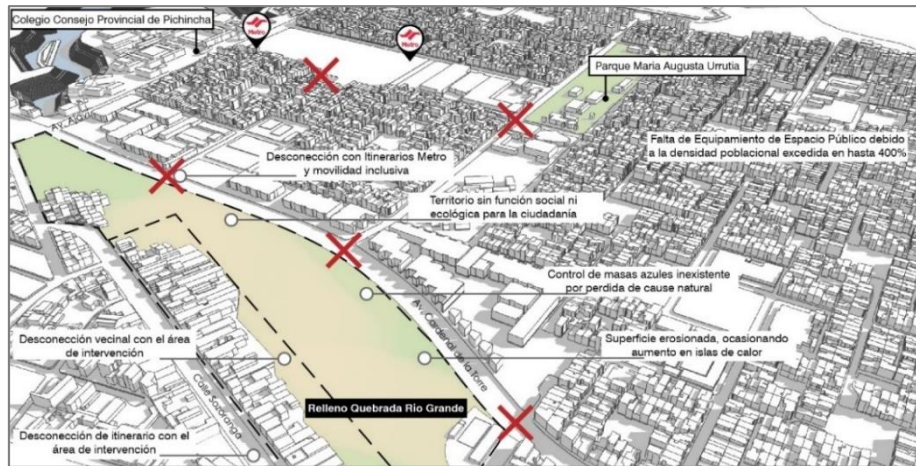 Colegio Consejo Provincial de Pichincha
Metro
Metro
Parque Maria Augusta Urrutia
Falta de Equipamiento de Espacio Público debido
a la densidad poblacional excedida en hasta 400%
Desconección con Itinerarios Metro
y movilidad inclusiva
Territorio sin función social ni
ecológica para la ciudadanía
Control de masas azules inexistente
por perdida de cause natural
Desconección vecinal con el área
de intervención
Superficie erosionada, ocasionando
aumento en islas de calor
Av. Cardenal de la Torre
Relleno Quebrada Rio Grande
Desconección de itinerario con el
área de intervención